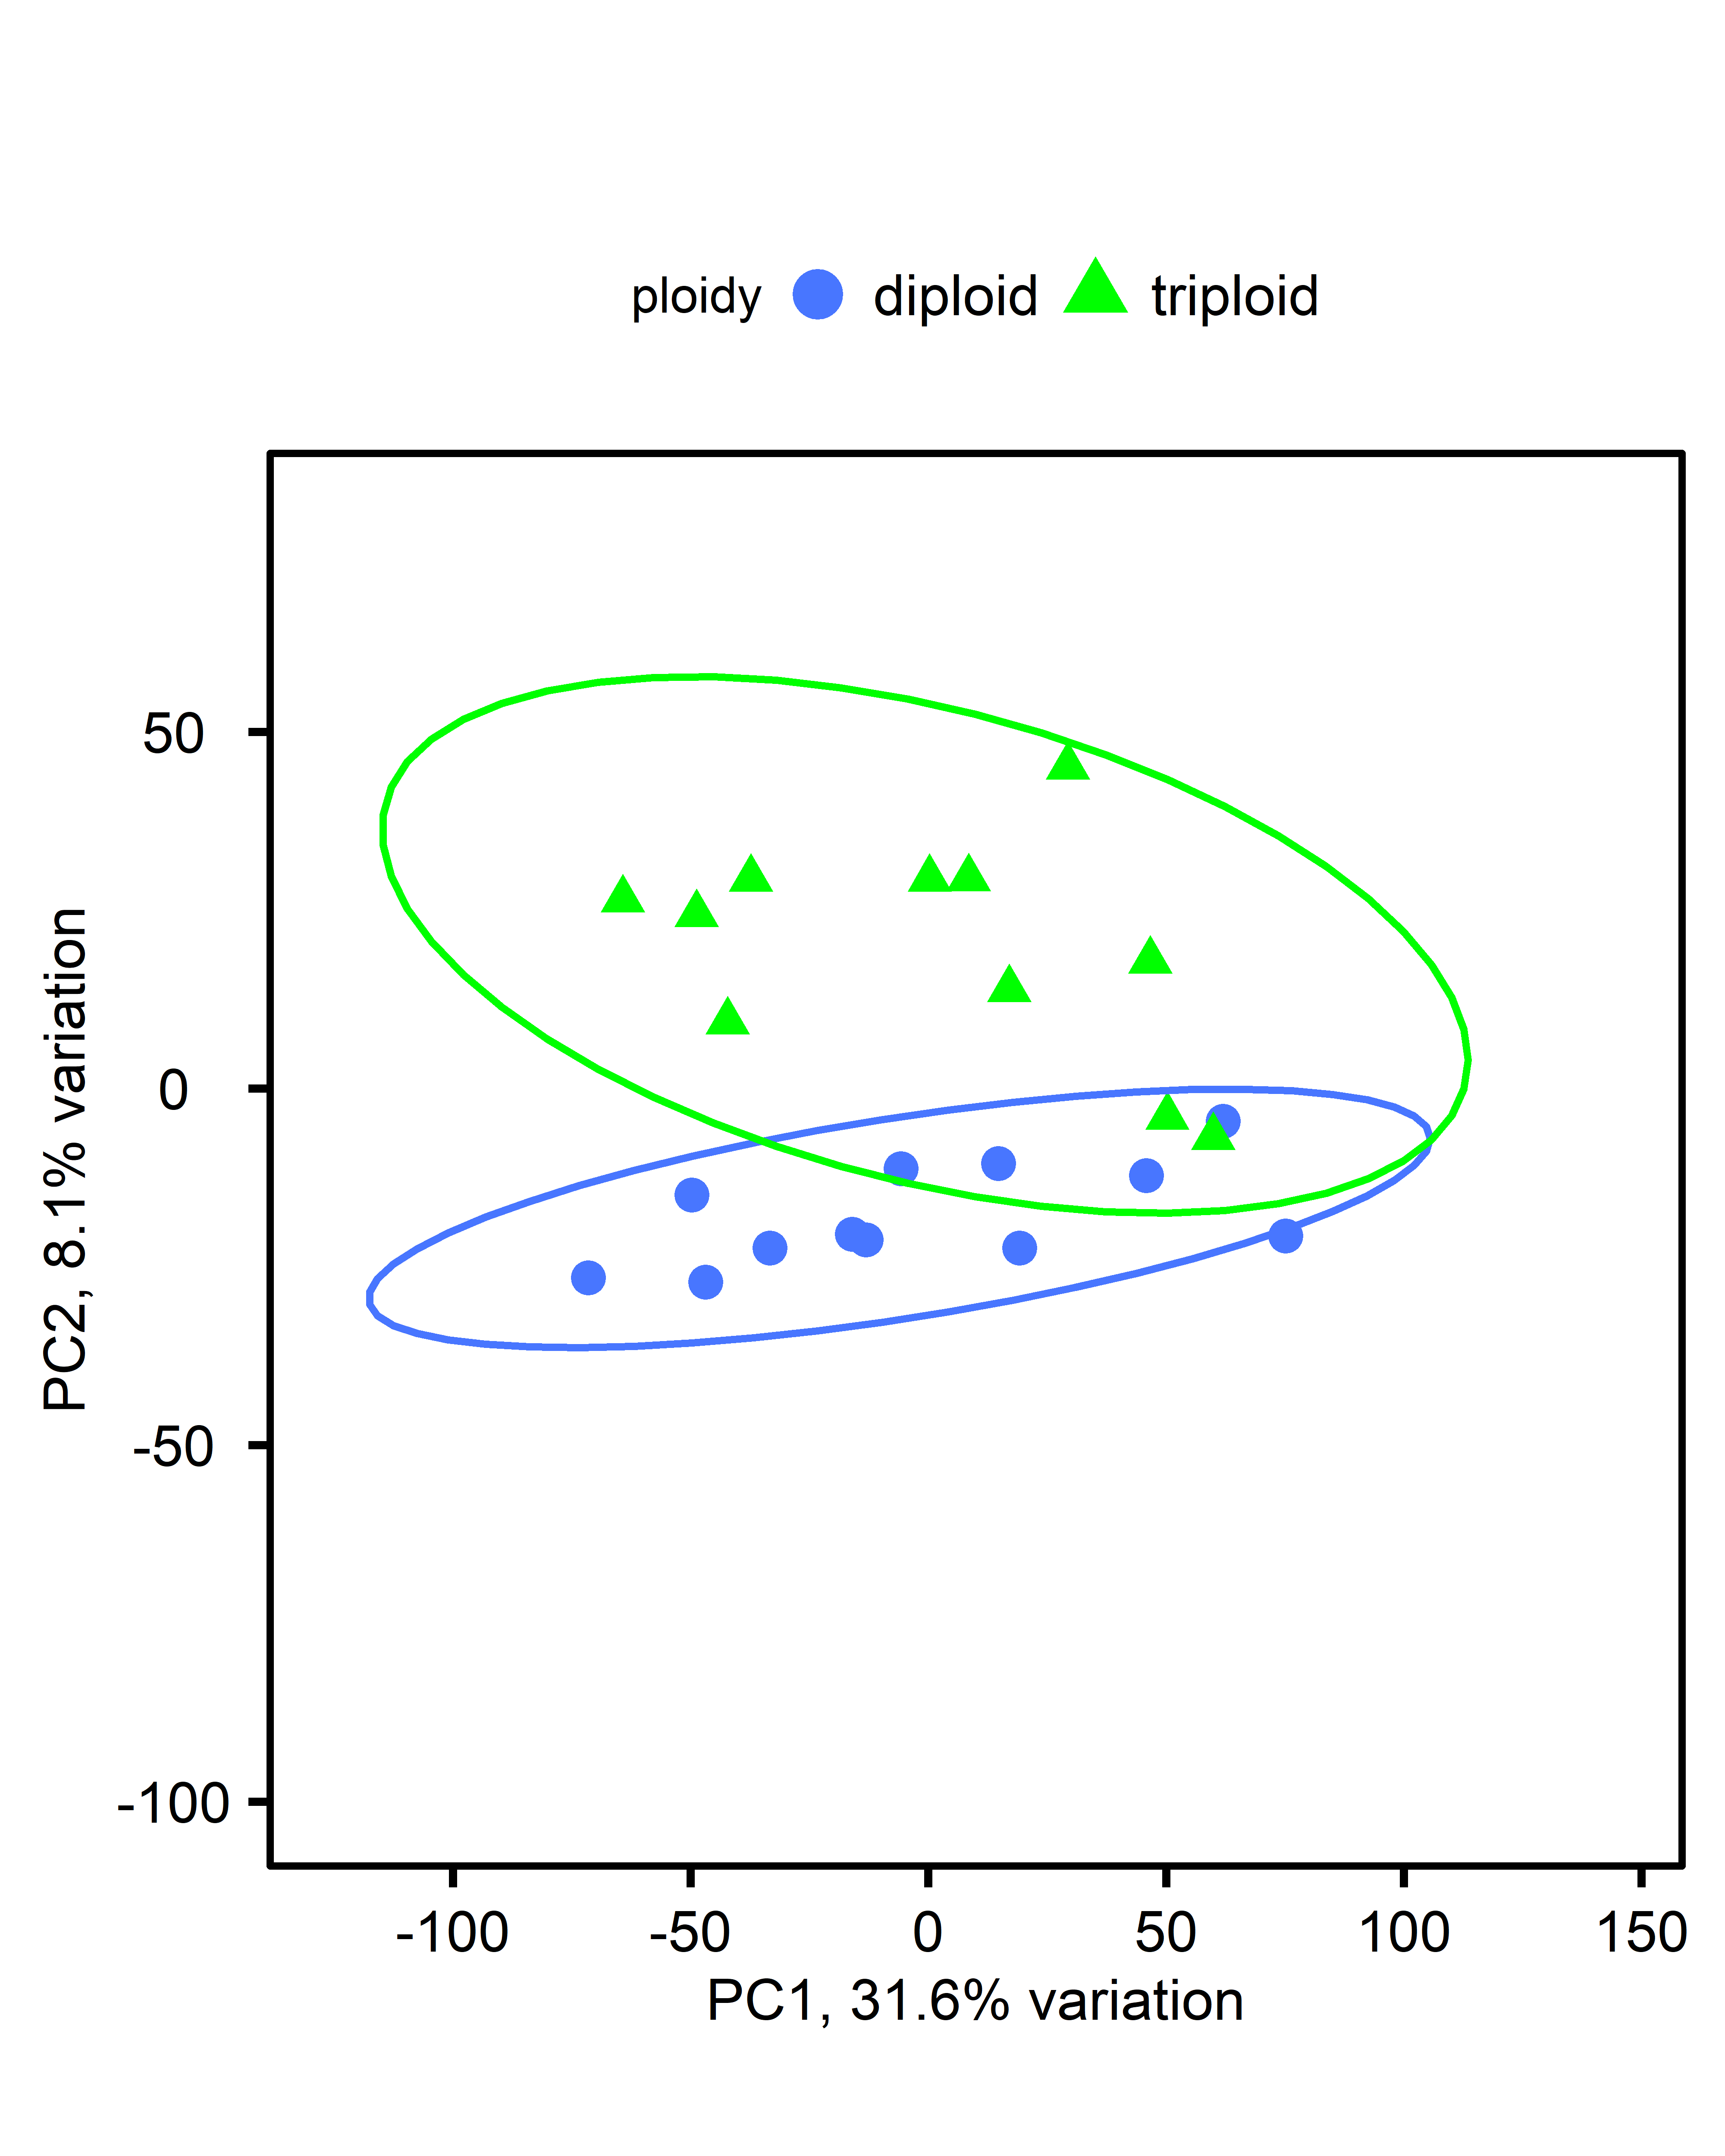 ploidy diploid triploid
50
0
-50
-100
PC2, 8.1% variation
-100 -50 0 50 100 150
PC1, 31.6% variation